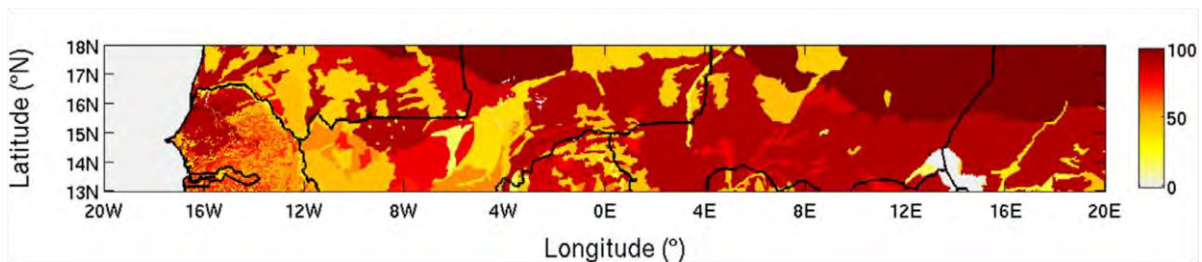 Latitude (°N)
18N
17N
16N
15N
14N
13N
20W 16W 12W 8W 4W 0E 4E 8E 12E 16E 20E
Longitude (°)
100
50
0